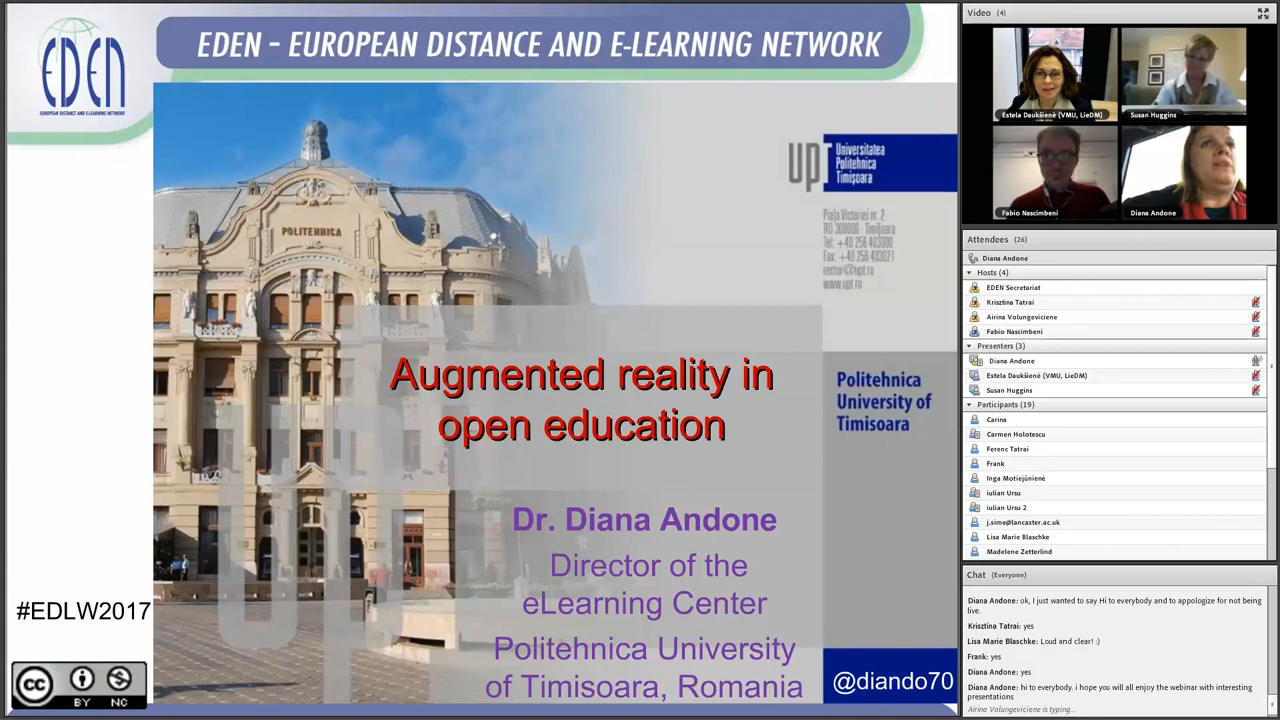 EDEN
EUROPEAN DISTANCE AND E-LEARNING NETWORK
EDEN – EUROPEAN DISTANCE AND E-LEARNING NETWORK
POLITEHNICA
UPT
Universitatea
Politehnica
Timișoara
Piața Victoriei nr. 2
RO 300006 - Timișoara
Tel: +40 256 403000
Fax: +40 256 403021
rector@upt.ro
www.upt.ro
Augmented reality in
open education
Politehnica
University of
Timisoara
Dr. Diana Andone
Director of the
eLearning Center
Politehnica University
of Timisoara, Romania
#EDLW2017
cc
BY NC
@diando70
Video (4)
Estela Daukšienė (VMU, LieDM)
Susan Huggins
Fabio Nascimbeni
Diana Andone
Attendees (26)
Diana Andone
Hosts (4)
EDEN Secretariat
Krisztina Tatrai
Airina Volungeviciene
Fabio Nascimbeni
Presenters (3)
Diana Andone
Estela Daukšienė (VMU, LieDM)
Susan Huggins
Participants (19)
Carina
Carmen Holotescu
Ferenc Tatrai
Frank
Inga Motiejūnienė
iulian Ursu
iulian Ursu 2
j.sime@lancaster.ac.uk
Lisa Marie Blaschke
Madelene Zetterlind
Chat (Everyone)
Diana Andone: ok, I just wanted to say Hi to everybody and to appologize for not being
live.
Krisztina Tatrai: yes
Lisa Marie Blaschke: Loud and clear! :)
Frank: yes
Diana Andone: yes
Diana Andone: hi to everybody. i hope you will all enjoy the webinar with interesting
presentations
Airina Volungeviciene is typing...